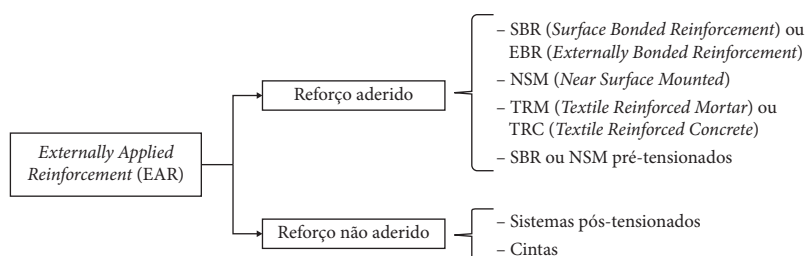 – SBR (Surface Bonded Reinforcement) ou
EBR (Externally Bonded Reinforcement)
– NSM (Near Surface Mounted)
– TRM (Textile Reinforced Mortar) ou
TRC (Textile Reinforced Concrete)
– SBR ou NSM pré-tensionados
Reforço aderido
Externally Applied
Reinforcement (EAR)
Reforço não aderido
– Sistemas pós-tensionados
– Cintas